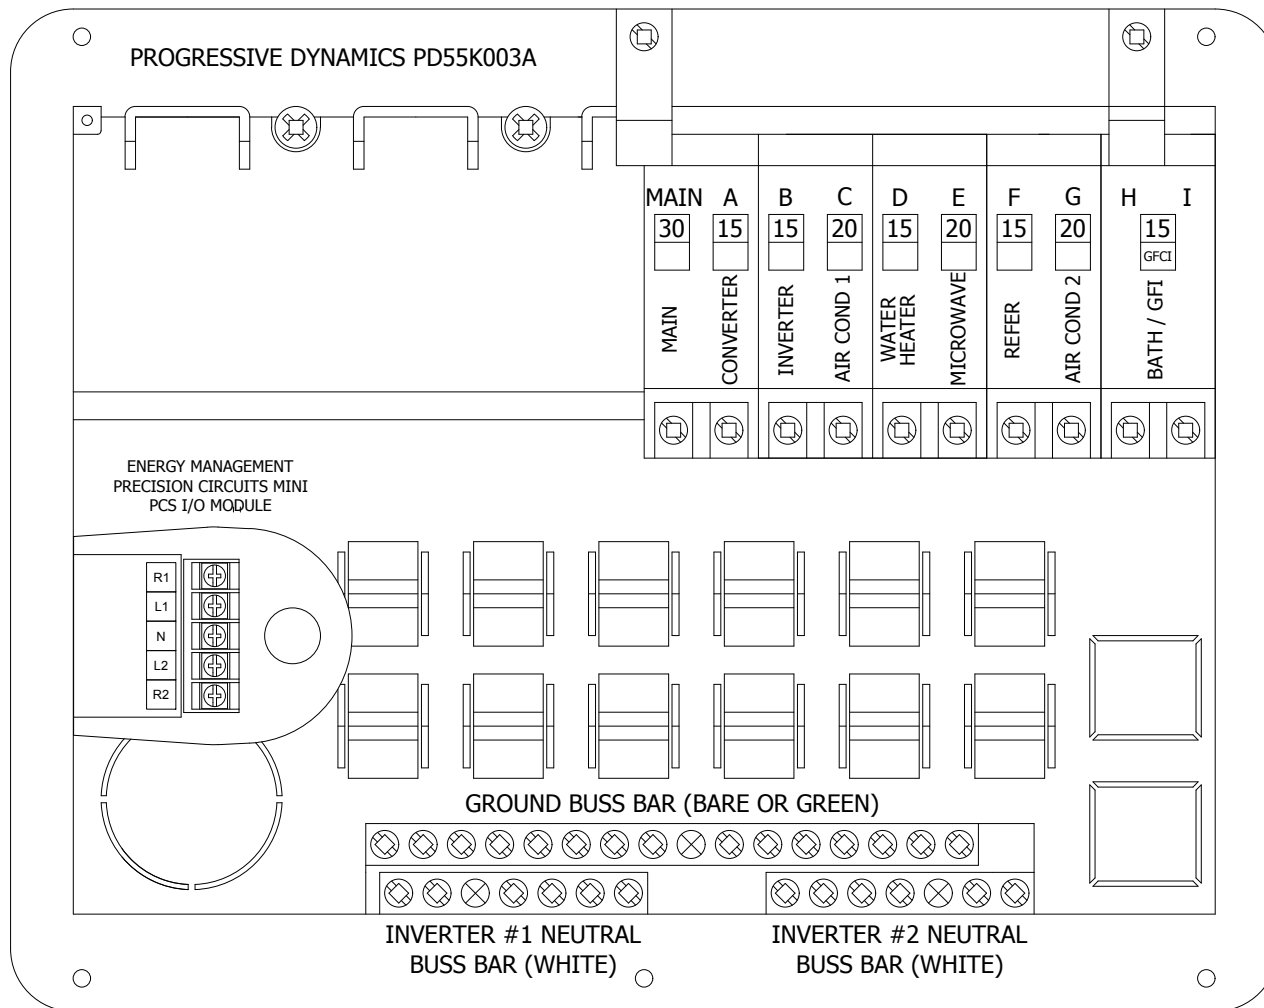 PROGRESSIVE DYNAMICS PD55K003A
MAIN A B C D E F G H I
30 15 15 20 15 20 15 20 15
GFCI
MAIN
CONVERTER
INVERTER
AIR COND 1
WATER
HEATER
MICROWAVE
REFER
AIR COND 2
BATH / GFI
ENERGY MANAGEMENT
PRECISION CIRCUITS MINI
PCS I/O MODULE
R1
L1
N
L2
R2
GROUND BUSS BAR (BARE OR GREEN)
INVERTER #1 NEUTRAL
BUSS BAR (WHITE)
INVERTER #2 NEUTRAL
BUSS BAR (WHITE)